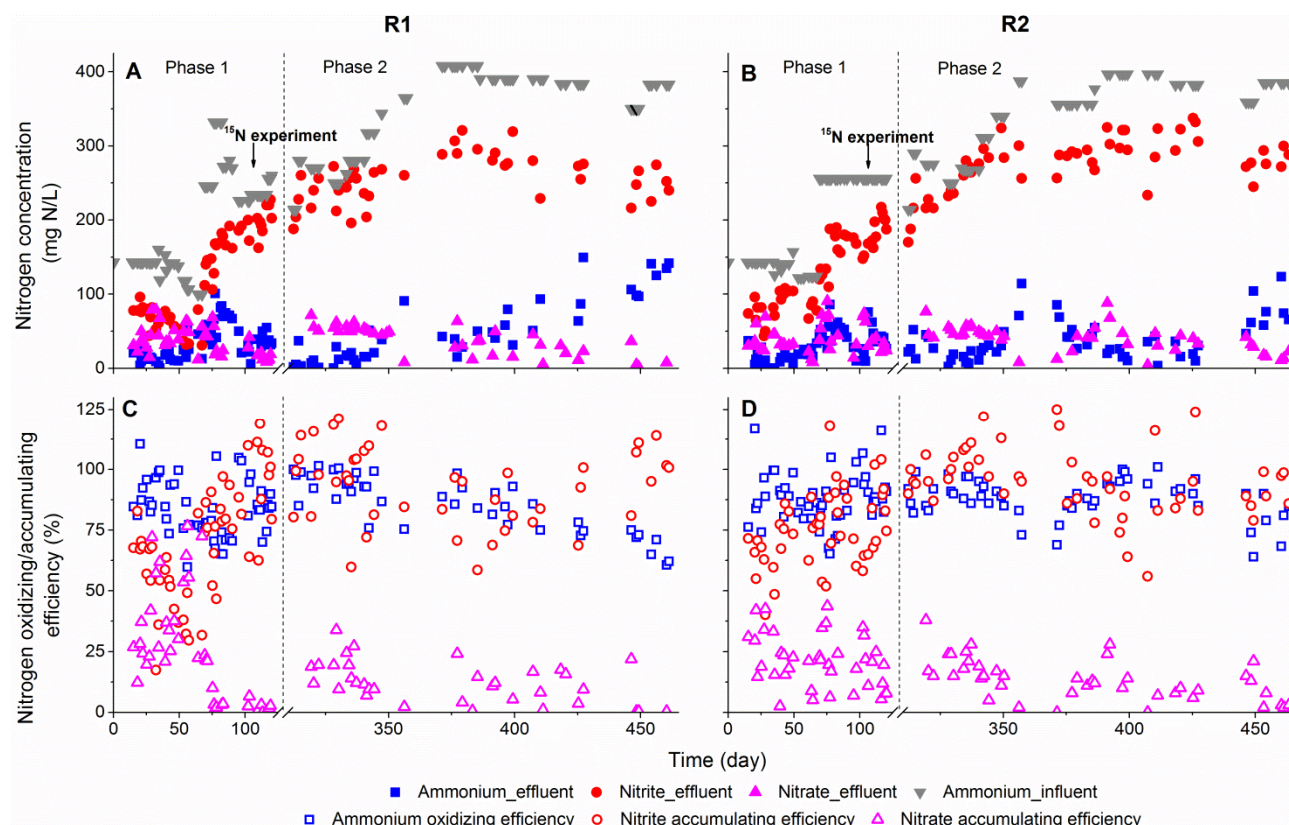 R1 R2
A Phase 1 Phase 2 B Phase 1 Phase 2
400
300
200
100
0
¹⁵N experiment ¹⁵N experiment
Nitrogen concentration
(mg N/L)
C D
125
100
75
50
25
0
Nitrogen oxidizing/accumulating
efficiency (%)
0 50 100 350 400 450 0 50 100 350 400 450
Time (day)
Ammonium_effluent Nitrite_effluent Nitrate_effluent Ammonium_influent
Ammonium oxidizing efficiency Nitrite accumulating efficiency Nitrate accumulating efficiency